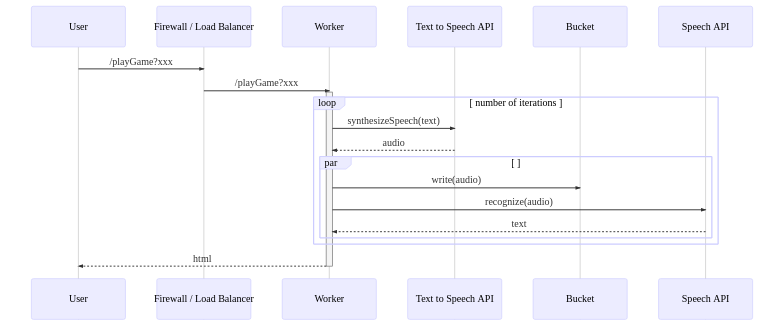 User
Firewall / Load Balancer
Worker
Text to Speech API
Bucket
Speech API
/playGame?xxx
/playGame?xxx
loop
[ number of iterations ]
synthesizeSpeech(text)
audio
par
[ ]
write(audio)
recognize(audio)
text
html
User
Firewall / Load Balancer
Worker
Text to Speech API
Bucket
Speech API